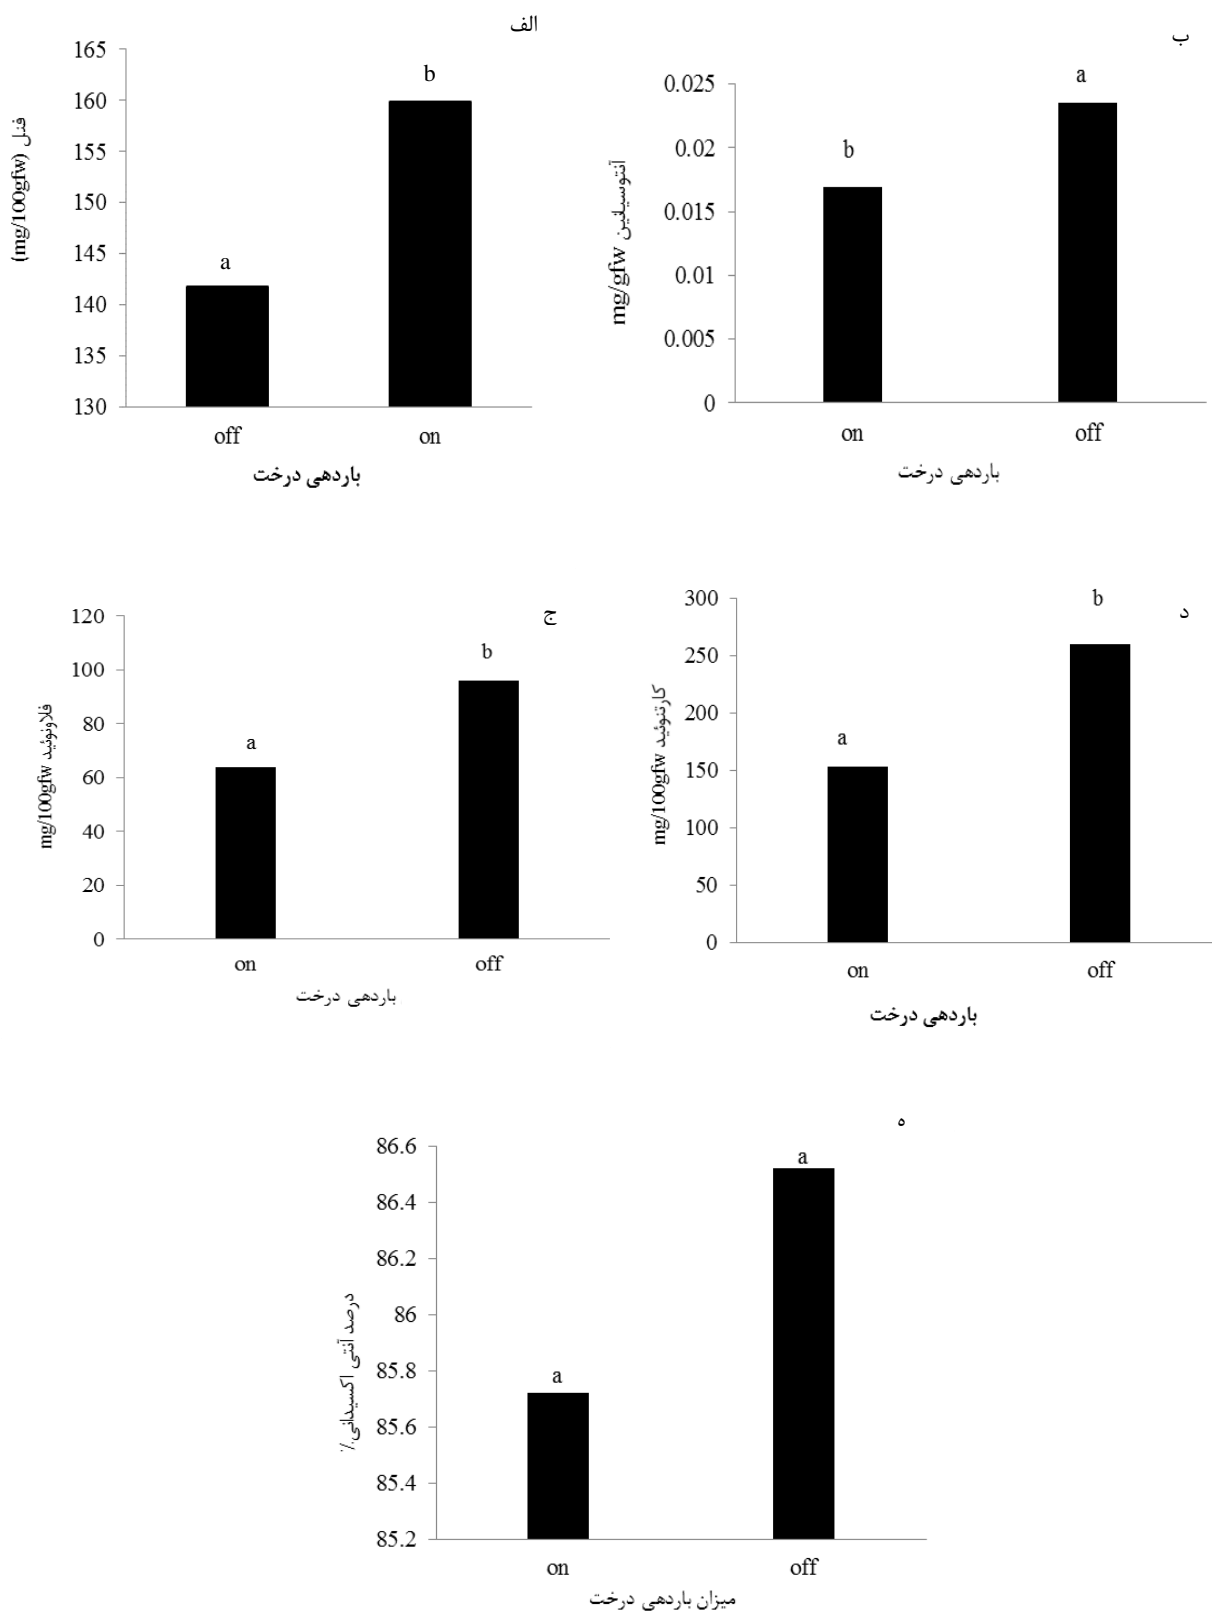 الف
فنل (mg/100gfw)
165
160
155
150
145
140
135
130
a
b
off
on
باردهی درخت
ب
آنتوسیانین mg/gfw
0.025
0.02
0.015
0.01
0.005
0
b
a
on
off
باردهی درخت
ج
فلاونوئید mg/100gfw
120
100
80
60
40
20
0
a
b
on
off
باردهی درخت
د
کارتنوئید mg/100gfw
300
250
200
150
100
50
0
a
b
on
off
باردهی درخت
ه
درصد آنتی اکسیدانی.%
86.6
86.4
86.2
86
85.8
85.6
85.4
85.2
a
a
on
off
میزان باردهی درخت